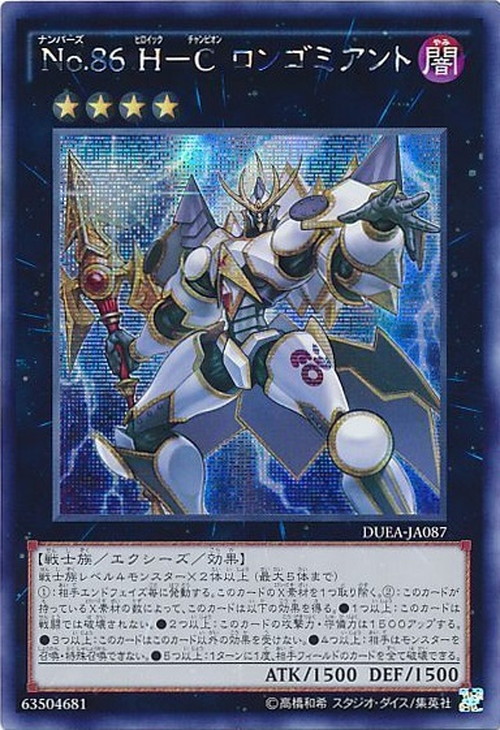 ナンバーズ ヒロイック チャンピオン
No.86 H－C ロンゴミアント
やみ
闇
86
DUEA-JA087
【戦士族／エクシーズ／効果】
戦士族レベル４モンスター×２体以上（最大５体まで）
①：相手エンドフェイズ毎に発動する。このカードのＸ素材を１つ取り除く。②：このカードが
持っているＸ素材の数によって、このカードは以下の効果を得る。●１つ以上：このカードは
戦闘では破壊されない。●２つ以上：このカードの攻撃力・守備力は１５００アップする。
●３つ以上：このカードはこのカード以外の効果を受けない。●４つ以上：相手はモンスターを
召喚・特殊召喚できない。●５つ以上：１ターンに１度、相手フィールドのカードを全て破壊できる。
ATK/1500 DEF/1500
63504681
©高橋和希 スタジオ・ダイス/集英社